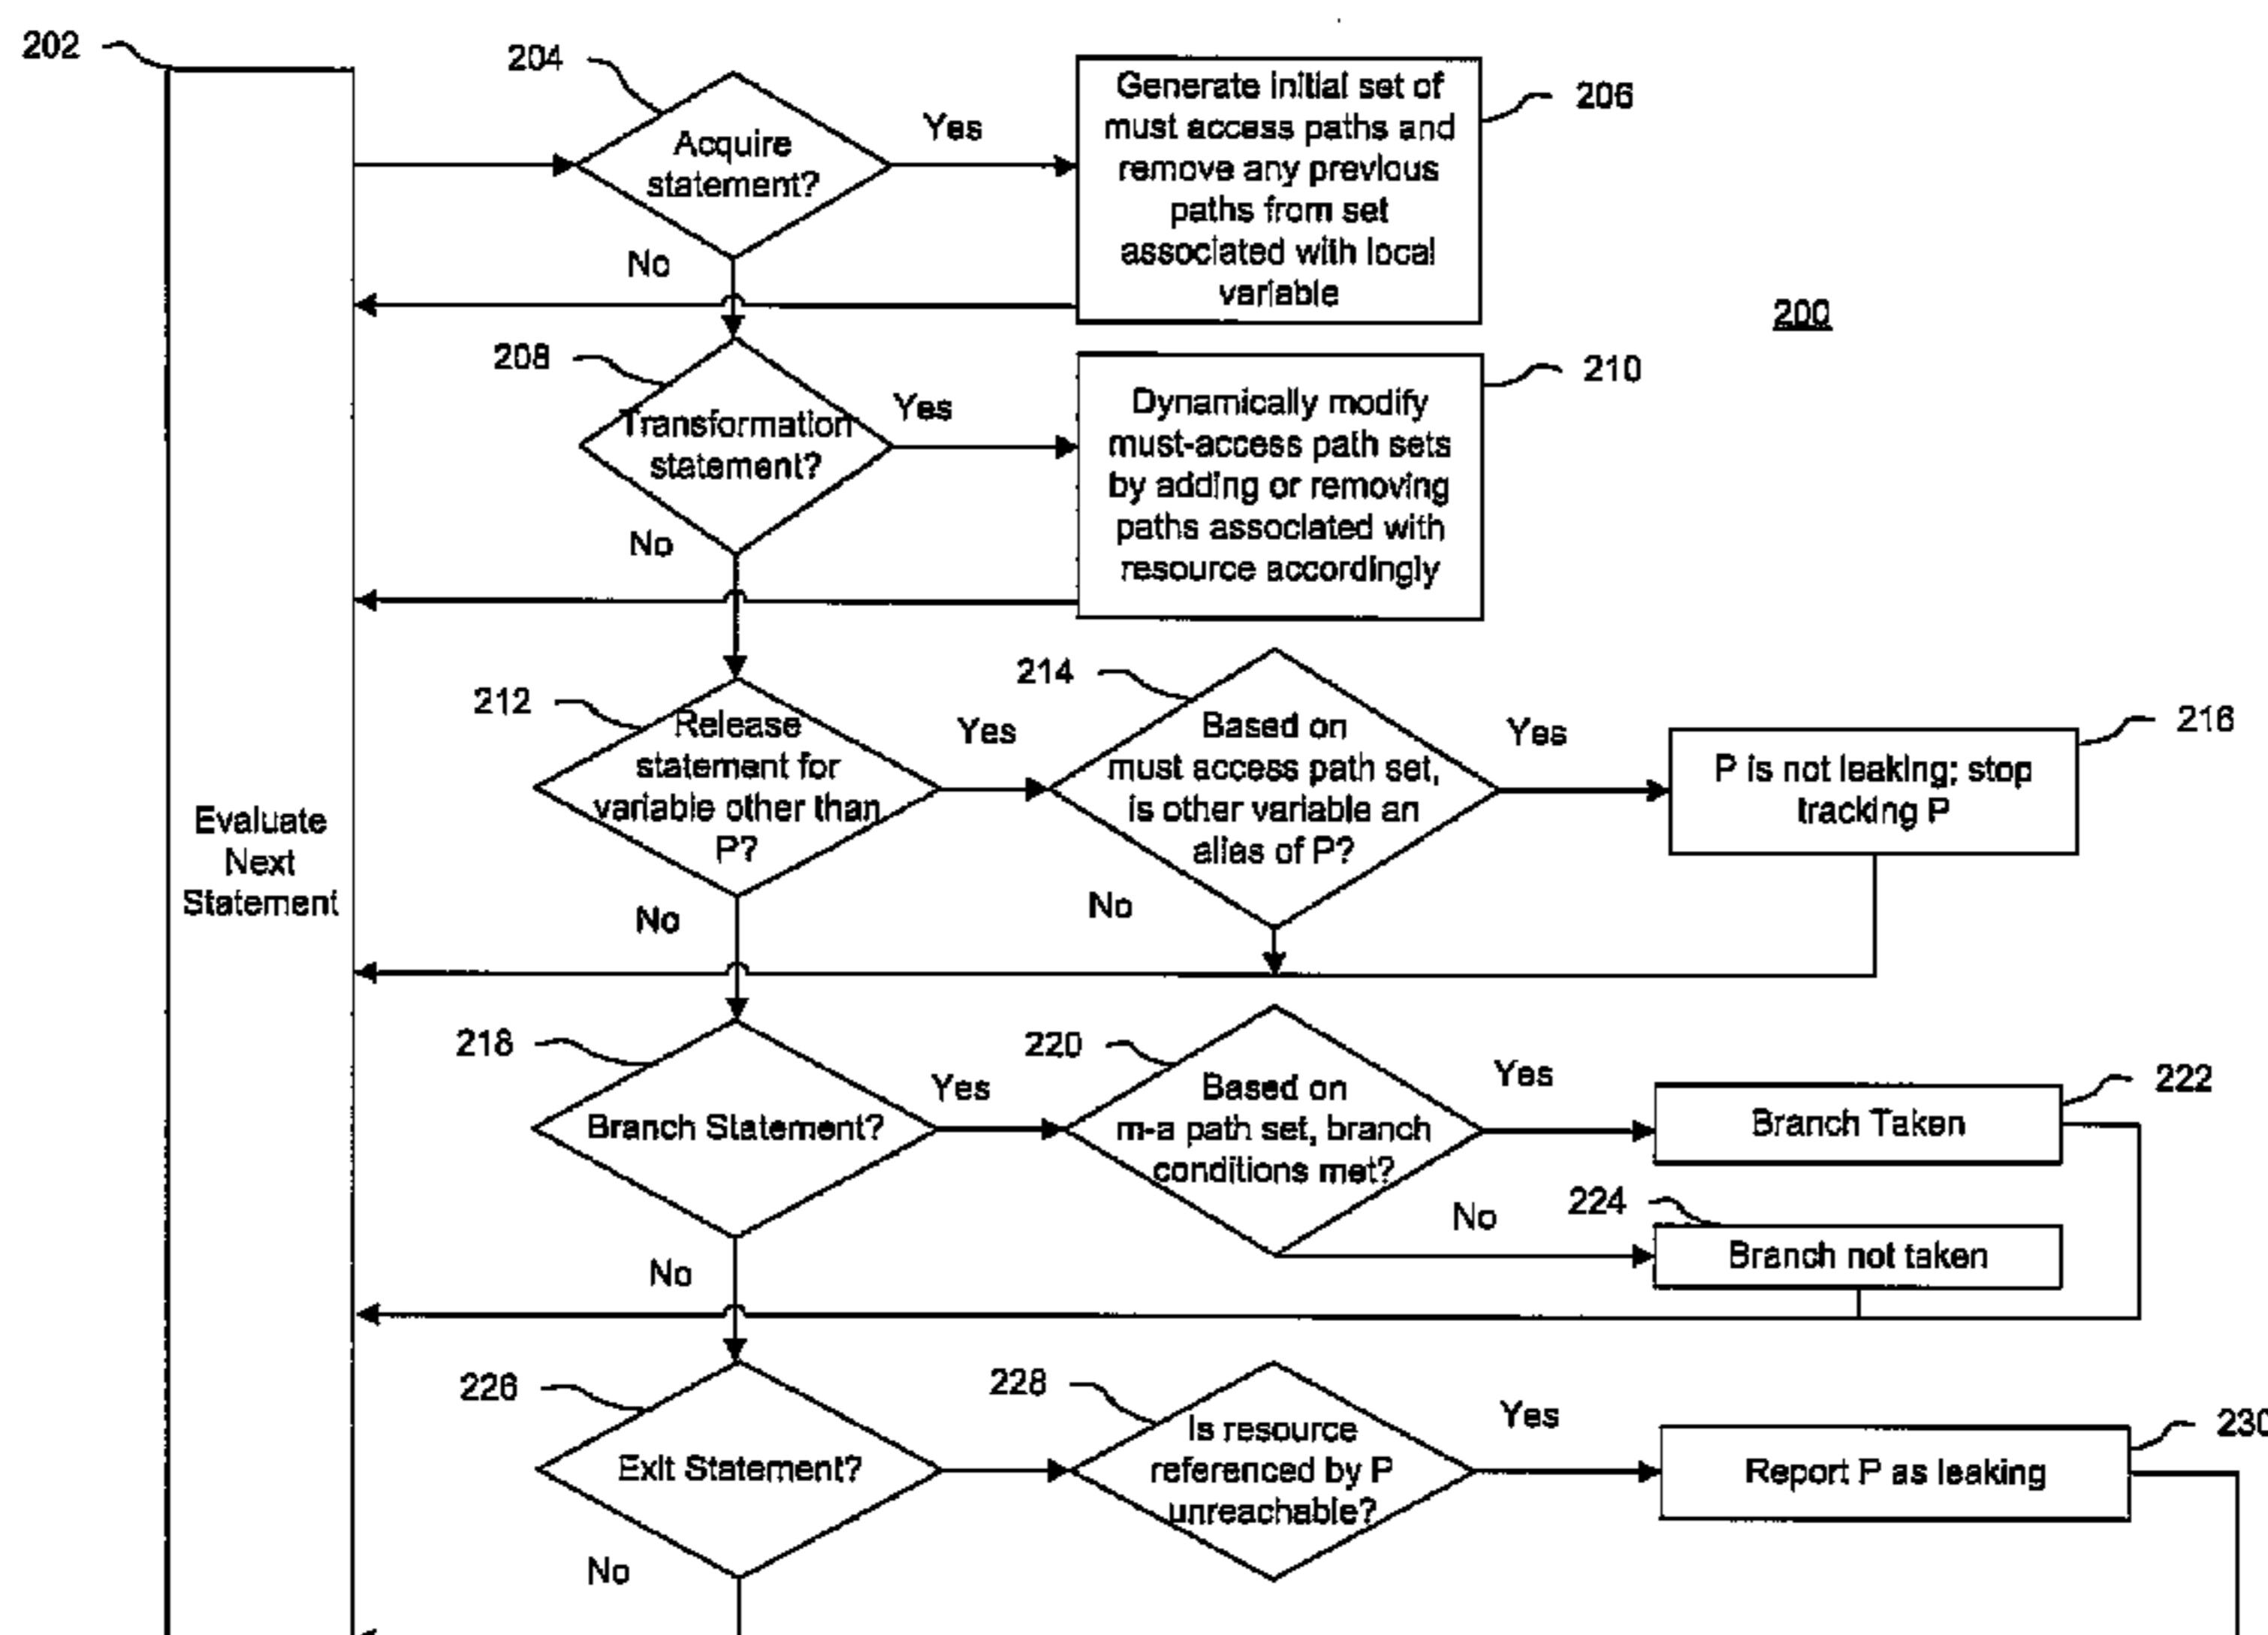 202
204
Acquire
statement?
Yes
No
Generate initial set of
must access paths and
remove any previous
paths from set
associated with local
variable
206
200
208
Transformation
statement?
Yes
No
Dynamically modify
must-access path sets
by adding or removing
paths associated with
resource accordingly
210
212
Release
statement for
variable other than
P?
Yes
No
214
Based on
must access path set,
is other variable an
alias of P?
Yes
No
P is not leaking; stop
tracking P
216
Evaluate
Next
Statement
218
Branch Statement?
Yes
No
220
Based on
m-a path set, branch
conditions met?
Yes
No
Branch Taken
222
224
Branch not taken
226
Exit Statement?
No
228
Is resource
referenced by P
unreachable?
Yes
Report P as leaking
230